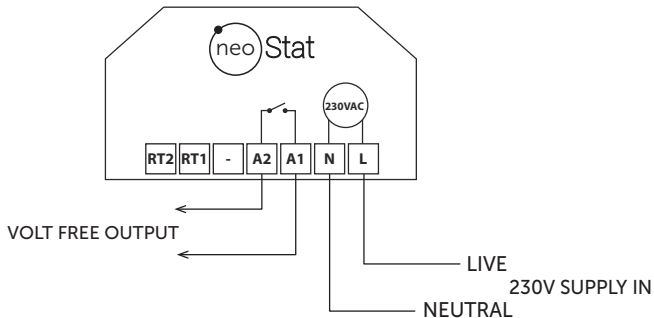 neo Stat
230VAC
RT2 RT1 - A2 A1 N L
VOLT FREE OUTPUT
LIVE
230V SUPPLY IN
NEUTRAL